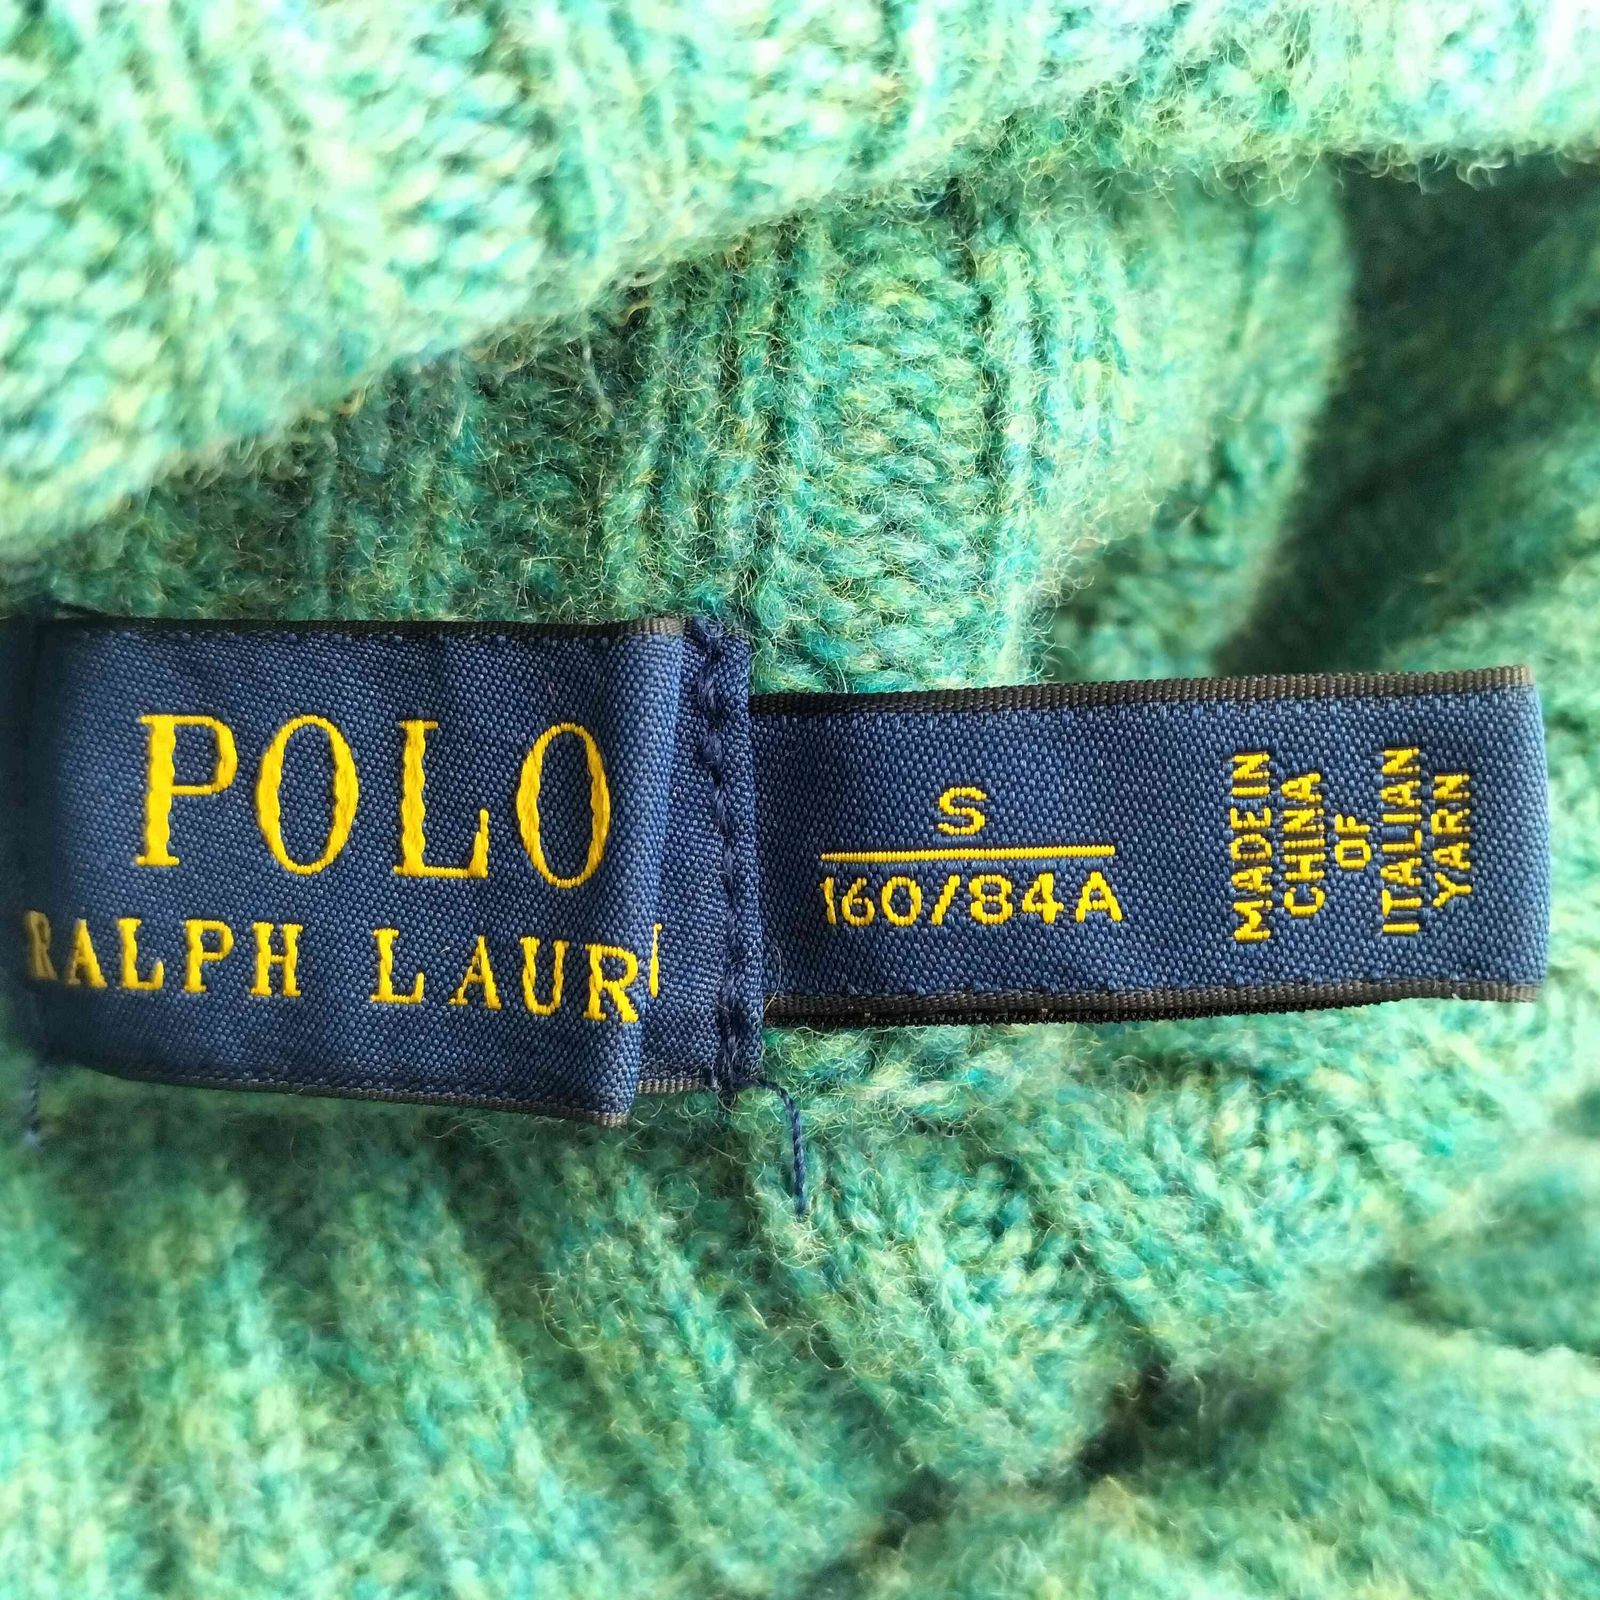 POLO
RALPH LAUR
S
160/84A
MADE IN
CHINA
OF
ITALIAN
YARN